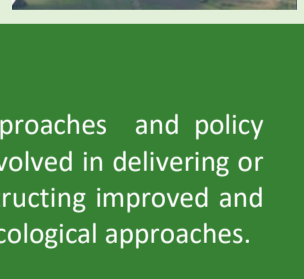 proaches and policy
volved in delivering or
ructing improved and
cological approaches.